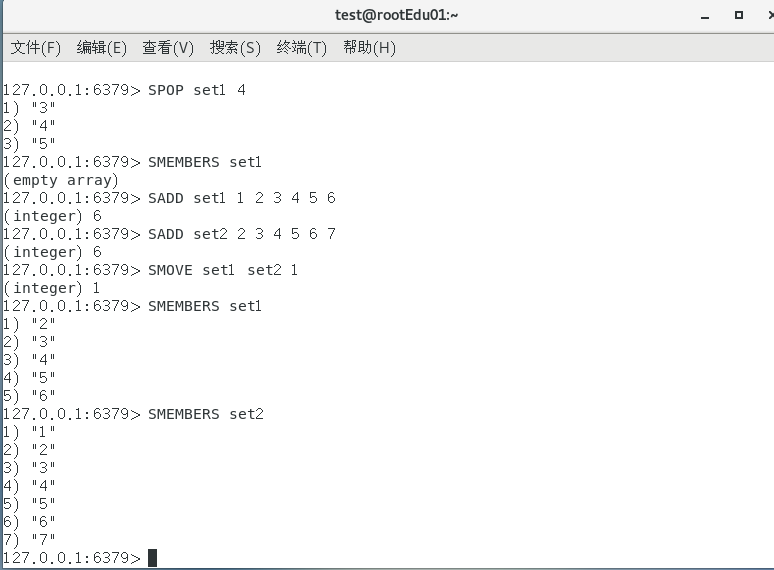 test@rootEdu01:~
文件(F) 编辑(E) 查看(V) 搜索(S) 终端(T) 帮助(H)
127.0.0.1:6379> SPOP set1 4
1) "3"
2) "4"
3) "5"
127.0.0.1:6379> SMEMBERS set1
(empty array)
127.0.0.1:6379> SADD set1 1 2 3 4 5 6
(integer) 6
127.0.0.1:6379> SADD set2 2 3 4 5 6 7
(integer) 6
127.0.0.1:6379> SMOVE set1 set2 1
(integer) 1
127.0.0.1:6379> SMEMBERS set1
1) "2"
2) "3"
3) "4"
4) "5"
5) "6"
127.0.0.1:6379> SMEMBERS set2
1) "1"
2) "2"
3) "3"
4) "4"
5) "5"
6) "6"
7) "7"
127.0.0.1:6379>